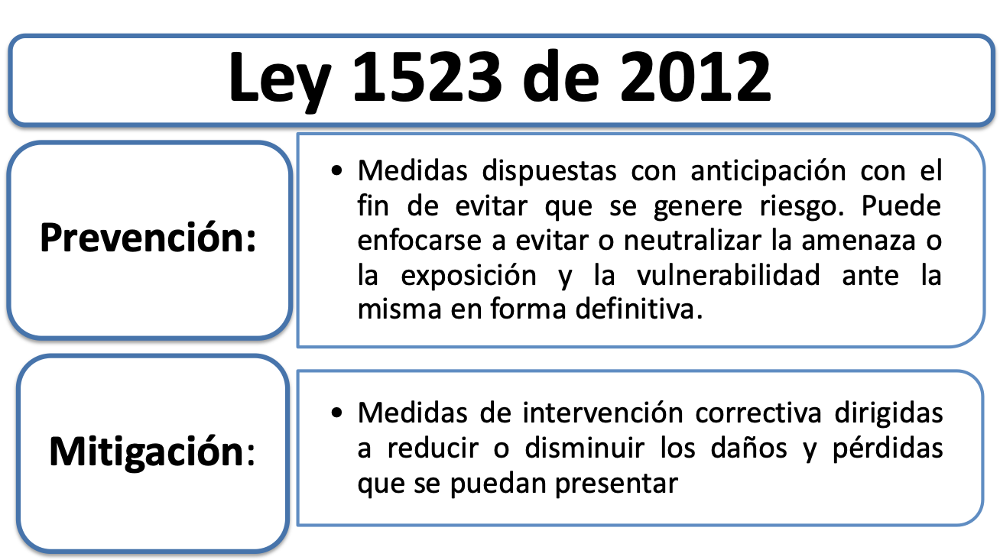 Ley 1523 de 2012
Prevención:
• Medidas dispuestas con anticipación con el
fin de evitar que se genere riesgo. Puede
enfocarse a evitar o neutralizar la amenaza o
la exposición y la vulnerabilidad ante la
misma en forma definitiva.
Mitigación:
• Medidas de intervención correctiva dirigidas
a reducir o disminuir los daños y pérdidas
que se puedan presentar